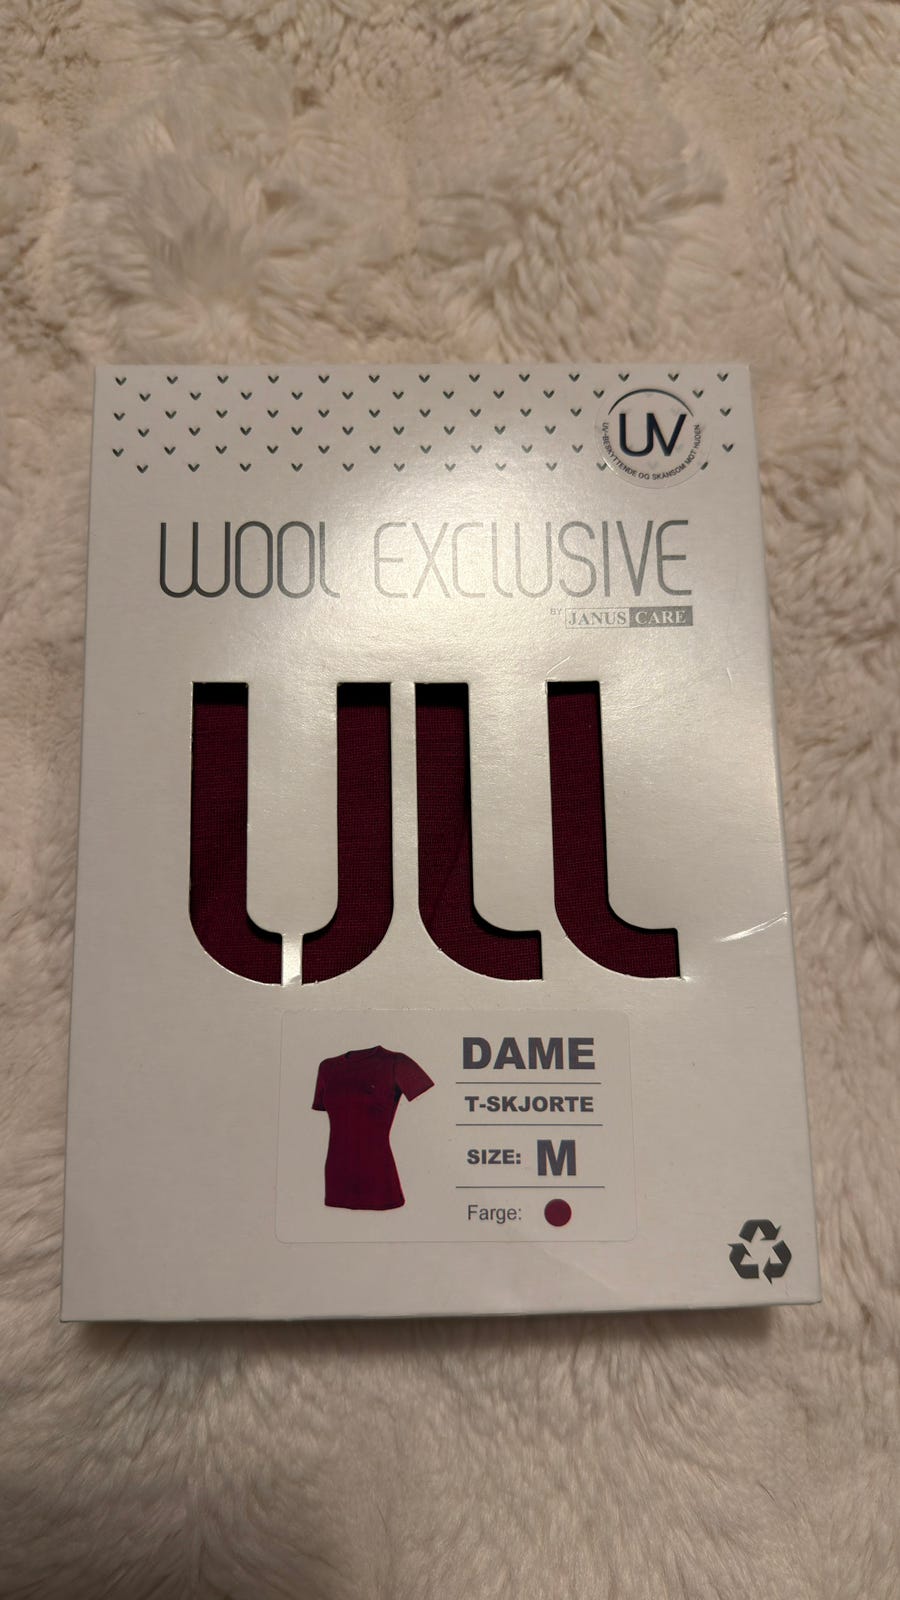 UV
UV-BESKYTTENDE OG SKÅNSOM MOT HUDEN
WOOL EXCLUSIVE
BY JANUS CARE
ULL
DAME
T-SKJORTE
SIZE: M
Farge: